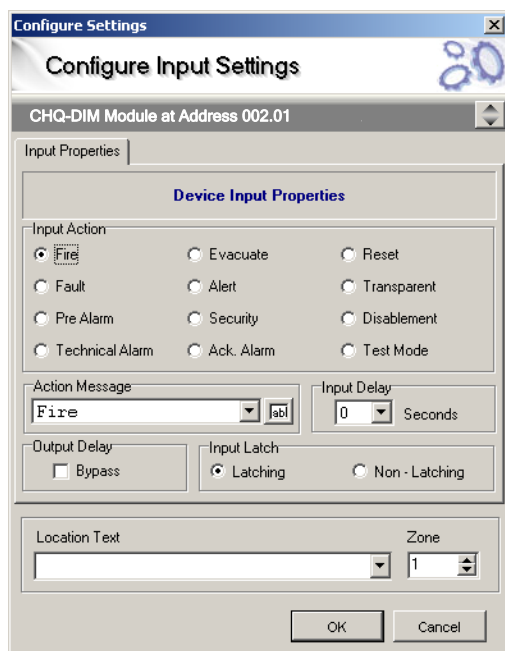 Configure Settings
Configure Input Settings
CHQ-DIM Module at Address 002.01
Input Properties
Device Input Properties
Input Action
Fire Evacuate Reset
Fault Alert Transparent
Pre Alarm Security Disablement
Technical Alarm Ack. Alarm Test Mode
Action Message Input Delay
Fire abl 0 Seconds
Output Delay Input Latch
Bypass Latching Non - Latching
Location Text Zone
1
OK Cancel